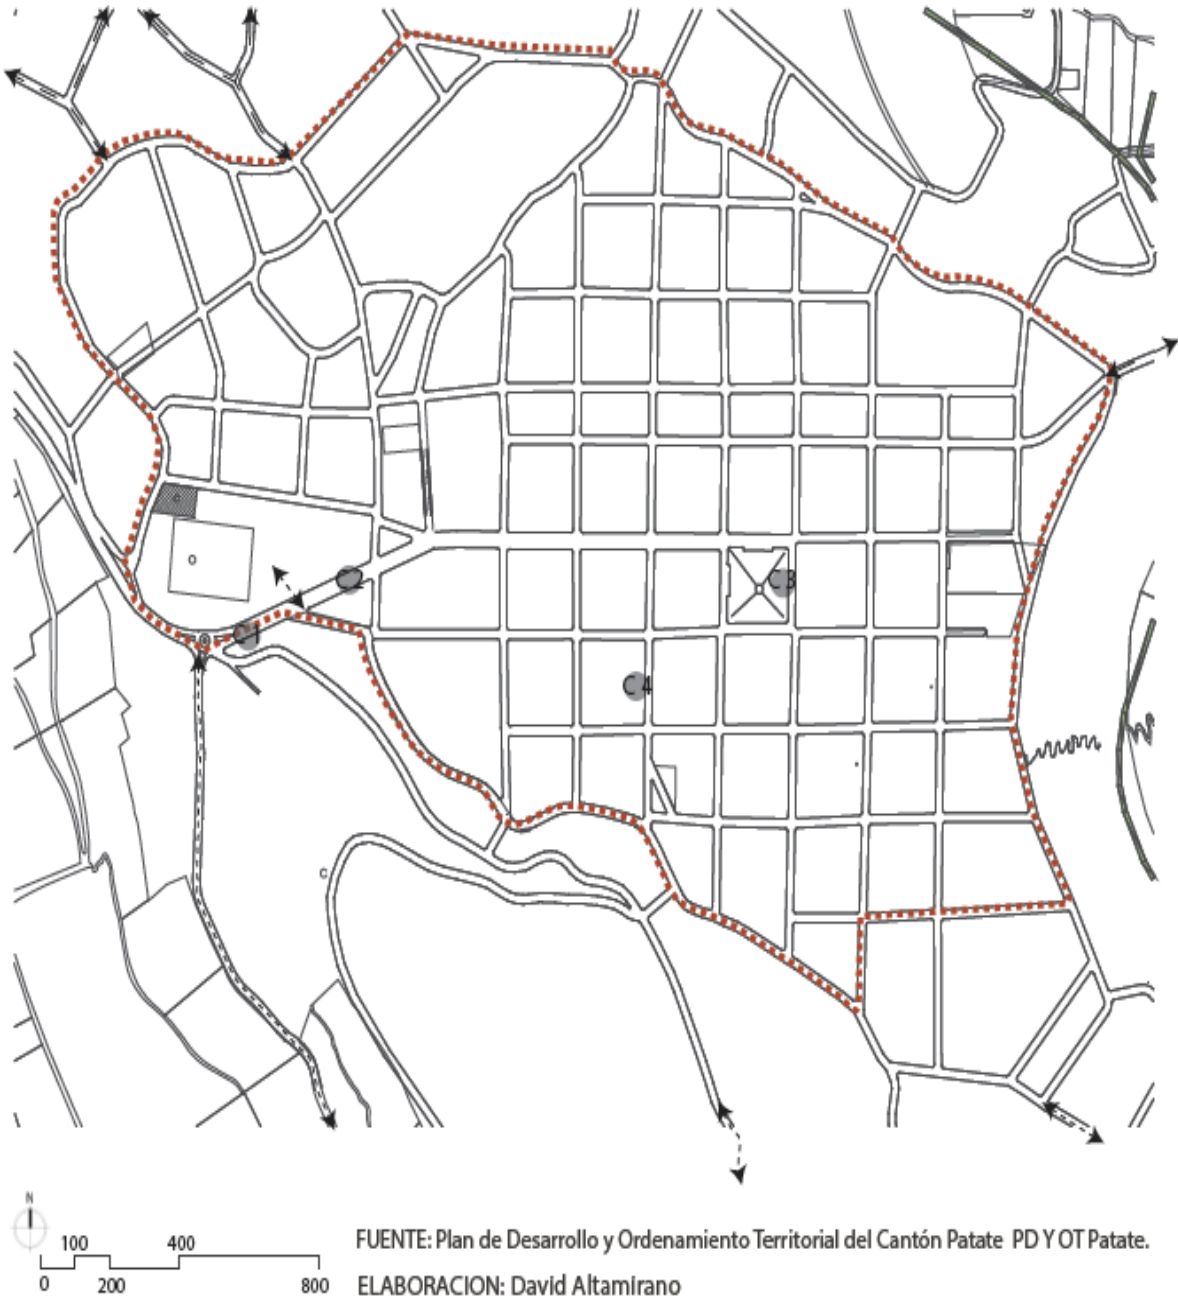 C2
C3
C1
C4
C
N
100 400
0 200 800
FUENTE: Plan de Desarrollo y Ordenamiento Territorial del Cantón Patate PD Y OT Patate.
ELABORACION: David Altamirano